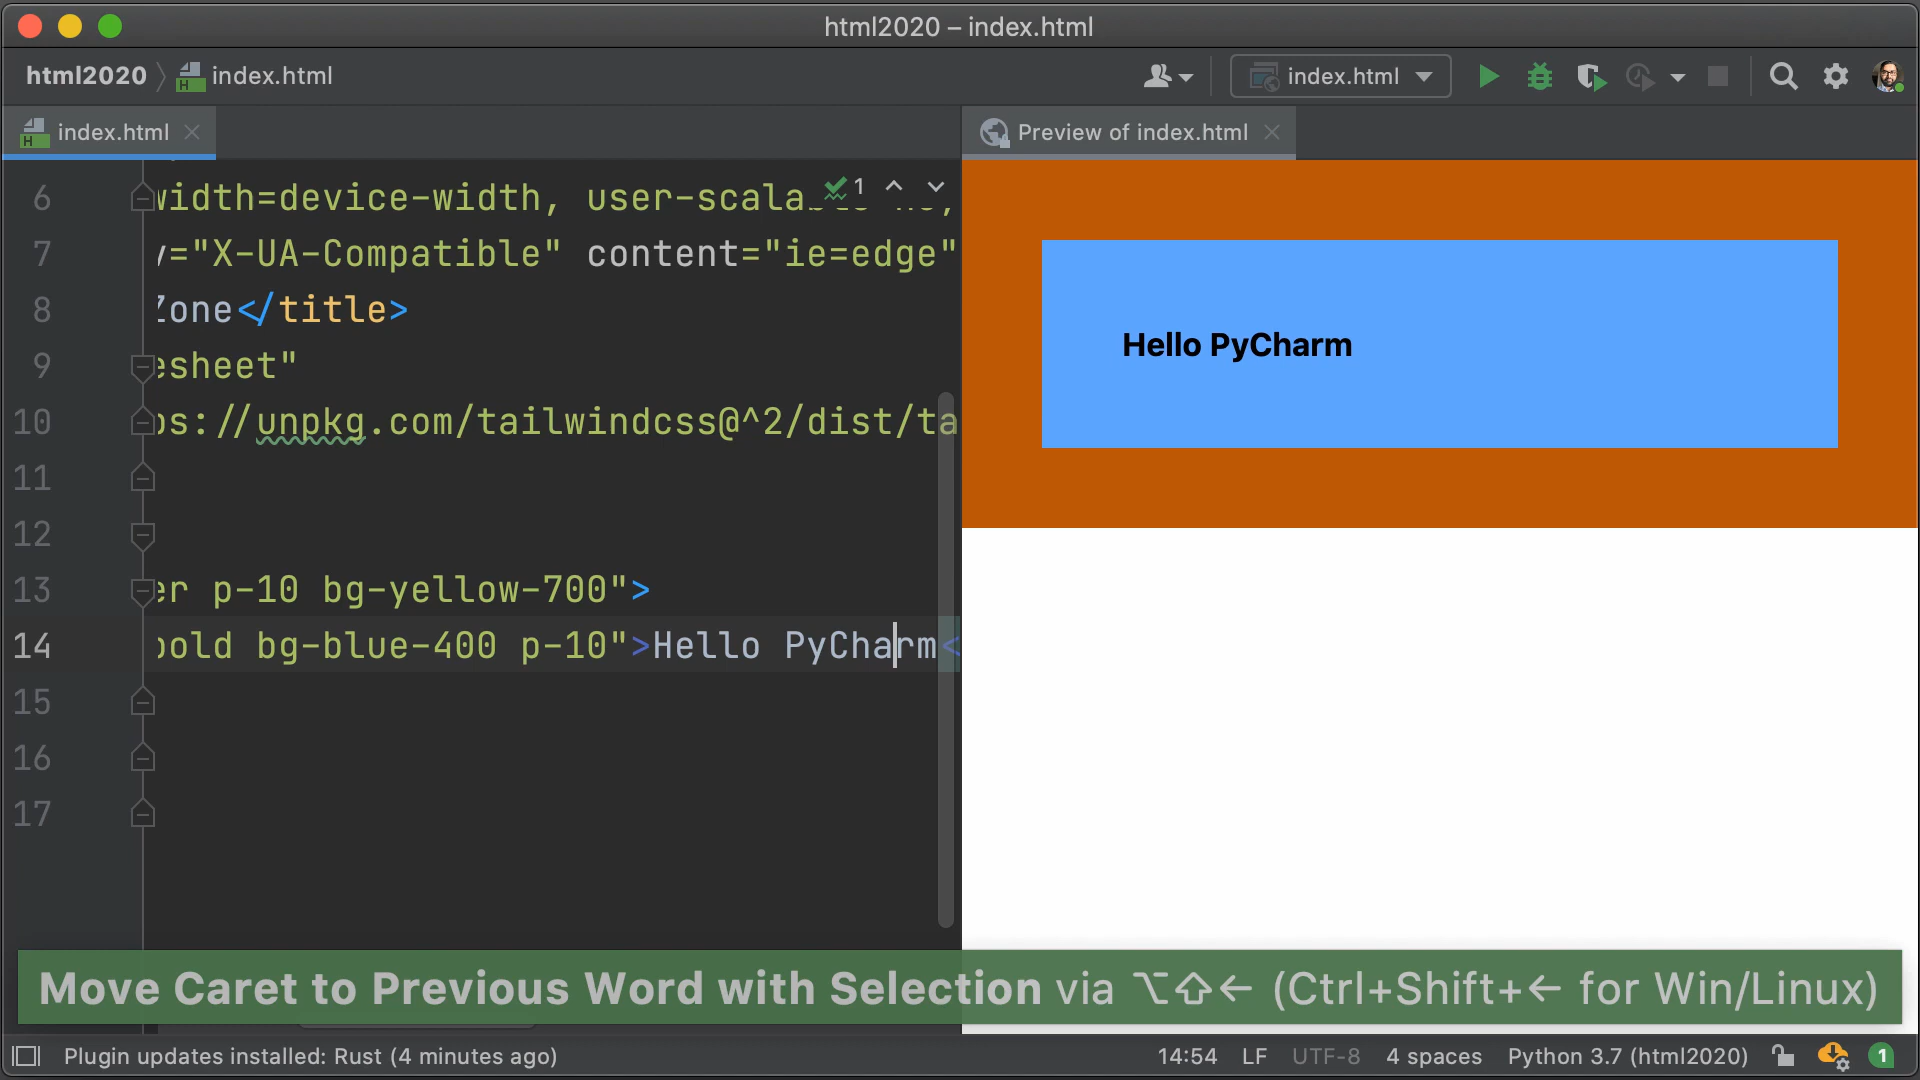 html2020 – index.html
html2020 index.html
index.html
index.html
Preview of index.html
6 width=device-width, user-scala
1
7 y="X-UA-Compatible" content="ie=edge"
8 Zone</title>
9 esheet"
10 ps://unpkg.com/tailwindcss@^2/dist/ta
11
12
13 er p-10 bg-yellow-700">
14 bold bg-blue-400 p-10">Hello PyCharm<
15
16
17
Hello PyCharm
Move Caret to Previous Word with Selection via ⌥⇧← (Ctrl+Shift+← for Win/Linux)
Plugin updates installed: Rust (4 minutes ago) 14:54 LF UTF-8 4 spaces Python 3.7 (html2020) 1